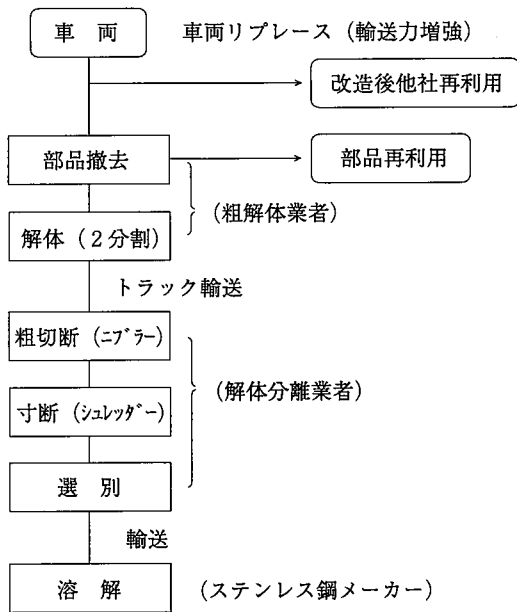 車 両 車両リプレース（輸送力増強）
改造後他社再利用
部品撤去
部品再利用
（粗解体業者）
解体（２分割）
トラック輸送
粗切断（ﾆﾌﾞﾗｰ）
（解体分離業者）
寸断（ｼｭﾚｯﾀﾞｰ）
選 別
輸送
溶 解 （ステンレス鋼メーカー）